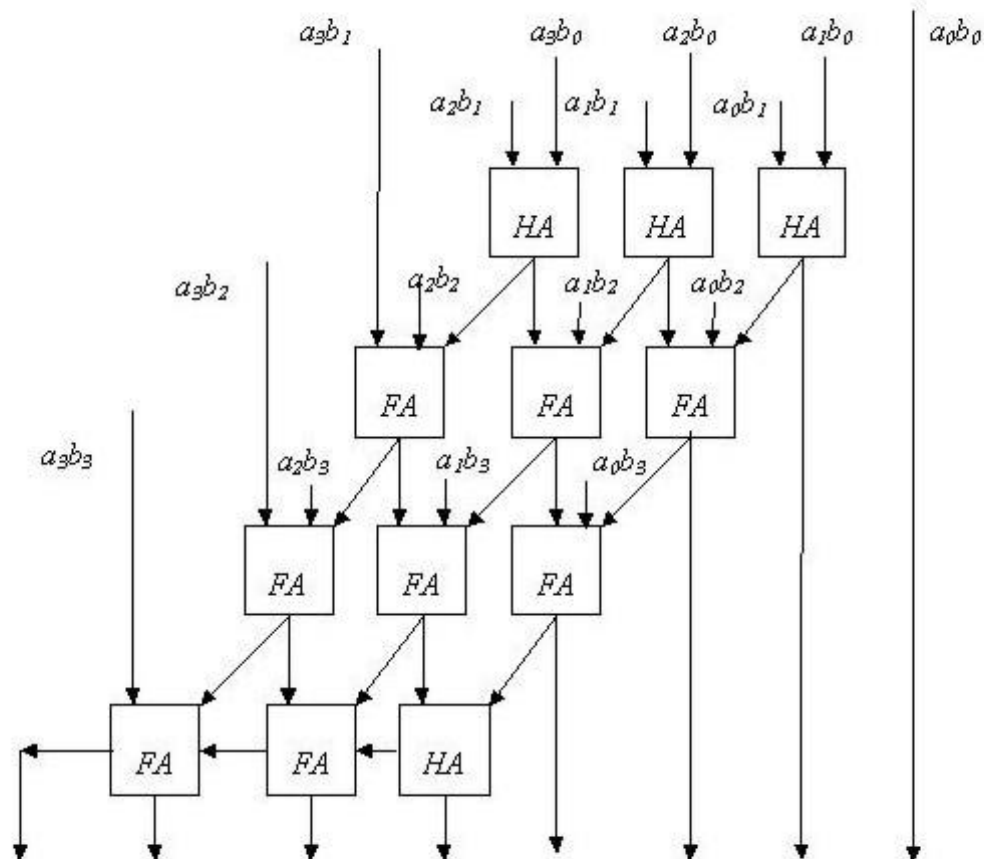 a₃b₁ a₃b₀ a₂b₀ a₁b₀ a₀b₀
a₂b₁ a₁b₁ a₀b₁
HA HA HA
a₃b₂ a₂b₂ a₁b₂ a₀b₂
FA FA FA
a₃b₃ a₂b₃ a₁b₃ a₀b₃
FA FA FA
FA FA HA